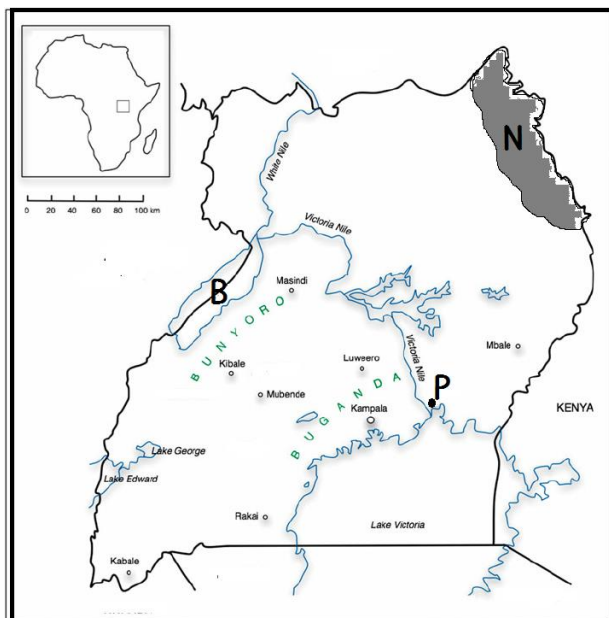 N
White Nile
Victoria Nile
0 20 40 60 80 100 km
Masindi
B
BUNYORO
Mbale
Luweero
Victoria Nile
Kibale
P
Mubende
BUGANDA
Kampala
KENYA
Lake George
Lake Edward
Rakai
Lake Victoria
Kabale